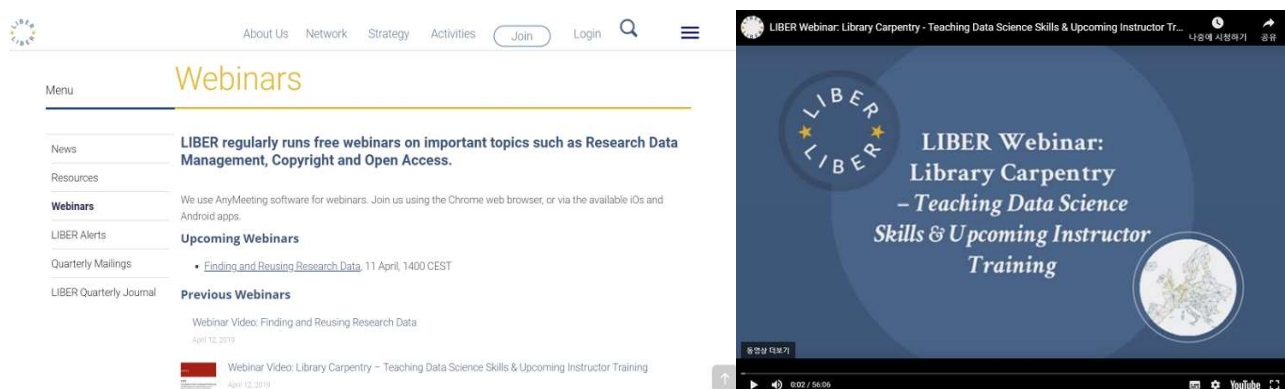 LIBER
LIBER
About Us Network Strategy Activities Join Login
Menu
Webinars
News
Resources
Webinars
LIBER Alerts
Quarterly Mailings
LIBER Quarterly Journal
LIBER regularly runs free webinars on important topics such as Research Data
Management, Copyright and Open Access.
We use AnyMeeting software for webinars. Join us using the Chrome web browser, or via the available iOs and
Android apps.
Upcoming Webinars
• Finding and Reusing Research Data, 11 April, 1400 CEST
Previous Webinars
Webinar Video: Finding and Reusing Research Data
April 12, 2019
Webinar Video: Library Carpentry – Teaching Data Science Skills & Upcoming Instructor Training
April 12, 2019
LIBER Webinar: Library Carpentry - Teaching Data Science Skills & Upcoming Instructor Tr...
나중에 시청하기 공유
LIBER
LIBER
LIBER Webinar:
Library Carpentry
– Teaching Data Science
Skills & Upcoming Instructor
Training
동영상 더보기
0:02 / 56:06
YouTube